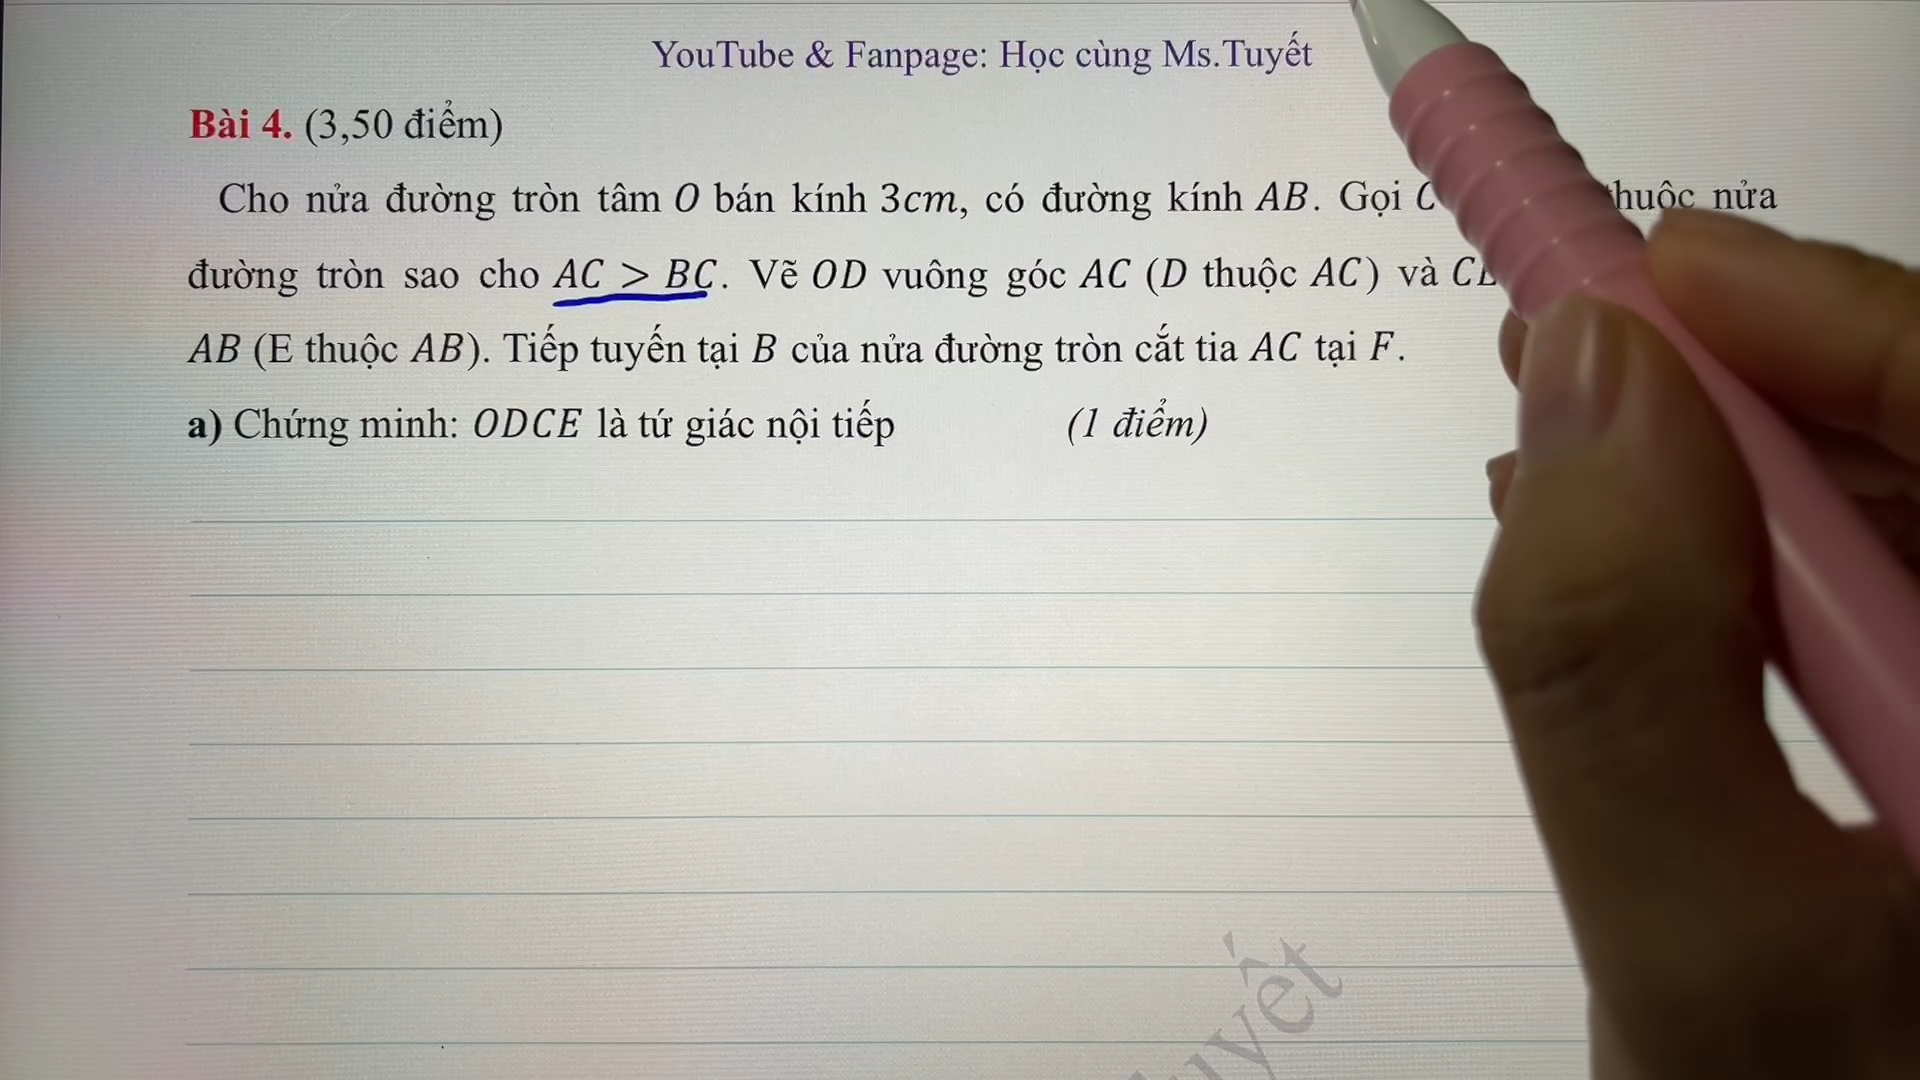 YouTube & Fanpage: Học cùng Ms.Tuyết
Bài 4. (3,50 điểm)
Cho nửa đường tròn tâm O bán kính 3cm, có đường kính AB. Gọi C thuộc nửa
đường tròn sao cho AC > BC. Vẽ OD vuông góc AC (D thuộc AC) và
AB (E thuộc AB). Tiếp tuyến tại B của nửa đường tròn cắt tia AC tại F.
a) Chứng minh: ODCE là tứ giác nội tiếp (1 điểm)